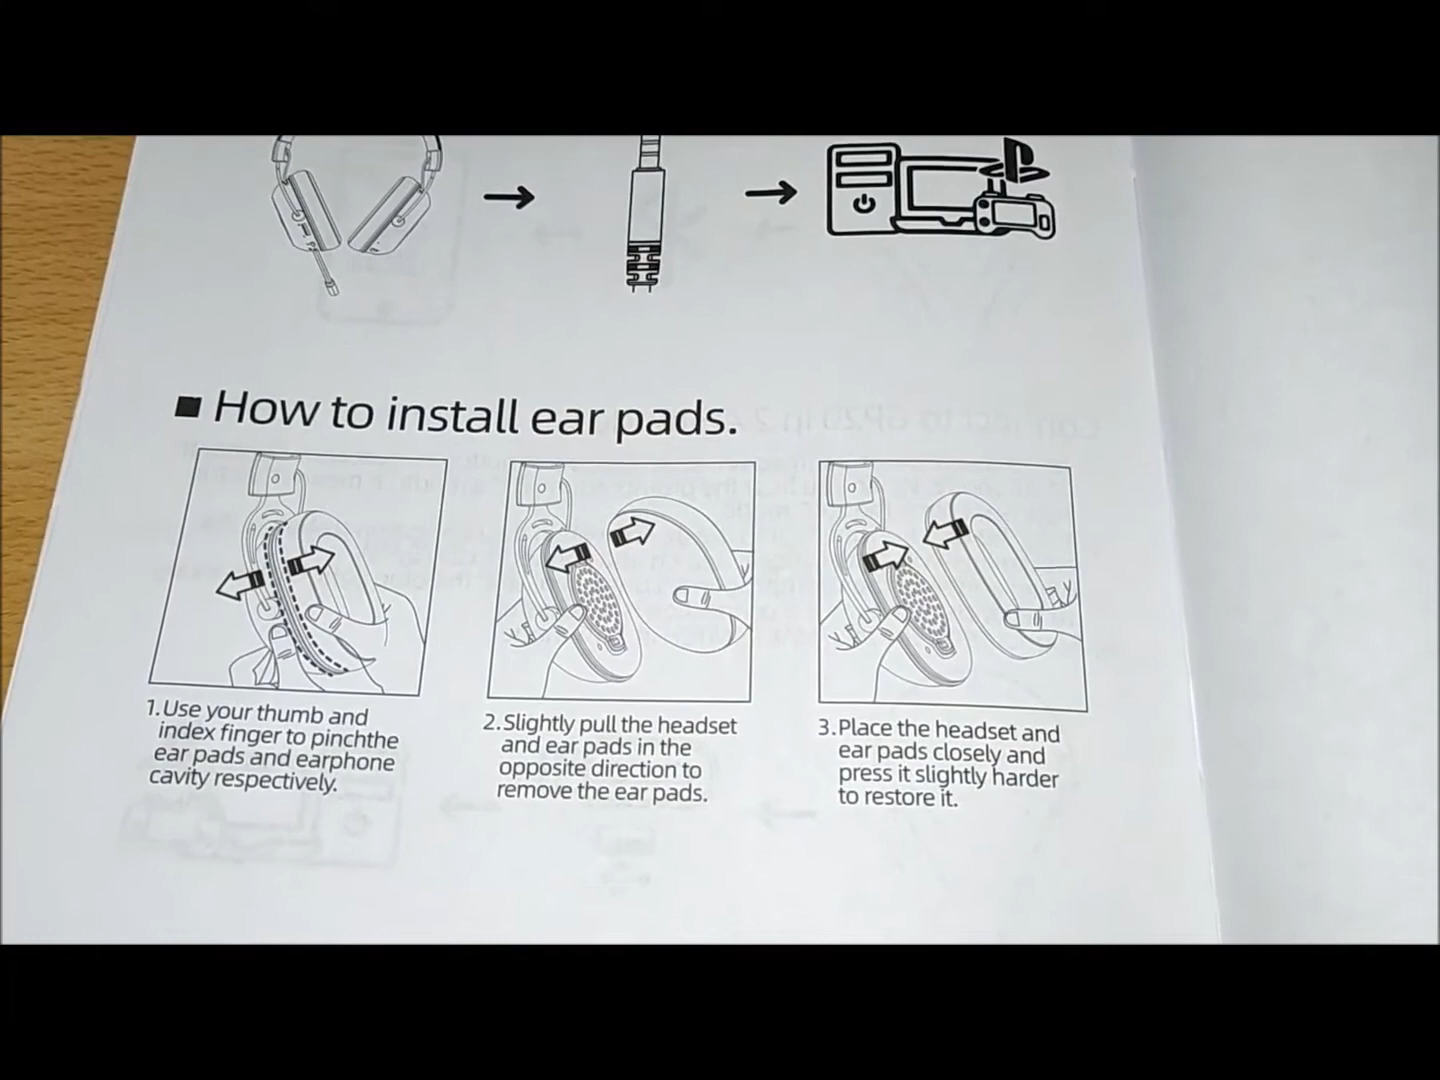 ■ How to install ear pads.
1.Use your thumb and
index finger to pinchthe
ear pads and earphone
cavity respectively.
2.Slightly pull the headset
and ear pads in the
opposite direction to
remove the ear pads.
3.Place the headset and
ear pads closely and
press it slightly harder
to restore it.